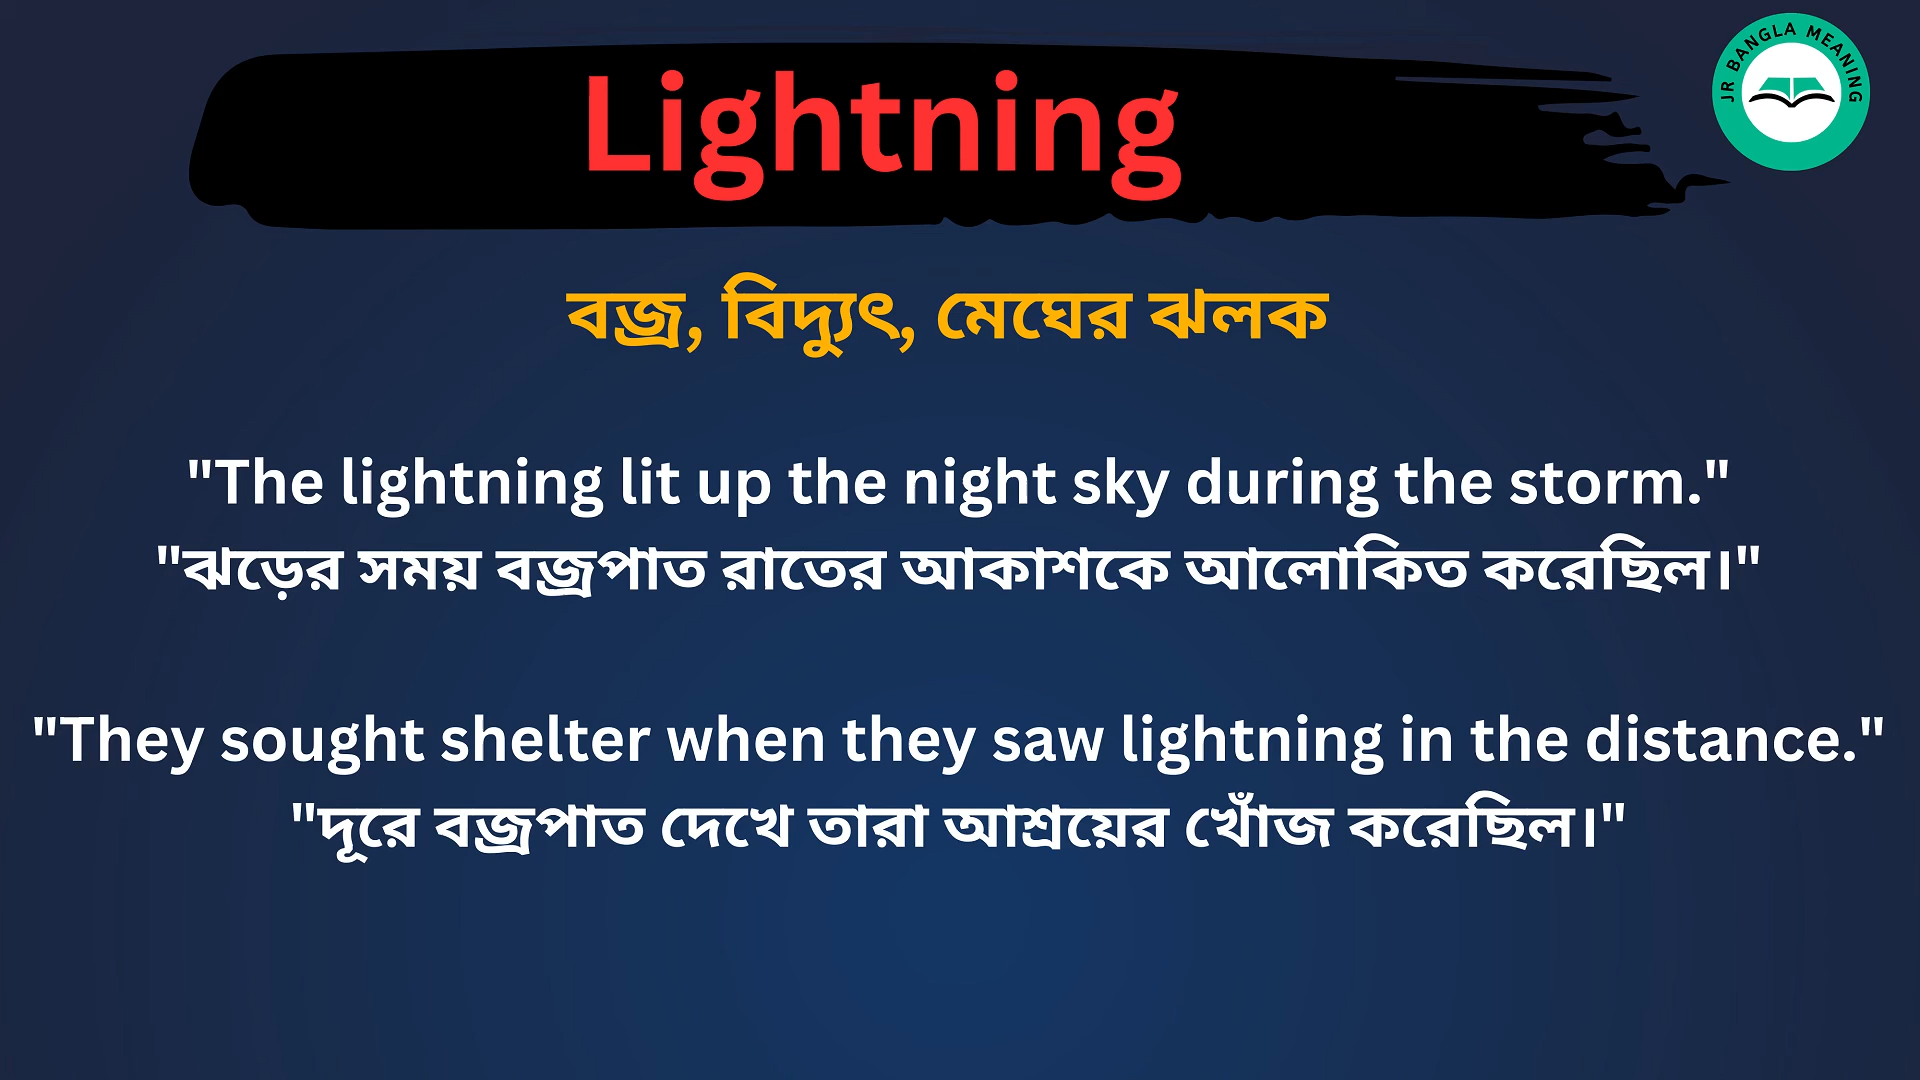 Lightning
JR BANGLA MEANING
বজ্র, বিদ্যুৎ, মেঘের ঝলক
"The lightning lit up the night sky during the storm."
"ঝড়ের সময় বজ্রপাত রাতের আকাশকে আলোকিত করেছিল।"
"They sought shelter when they saw lightning in the distance."
"দূরে বজ্রপাত দেখে তারা আশ্রয়ের খোঁজ করেছিল।"